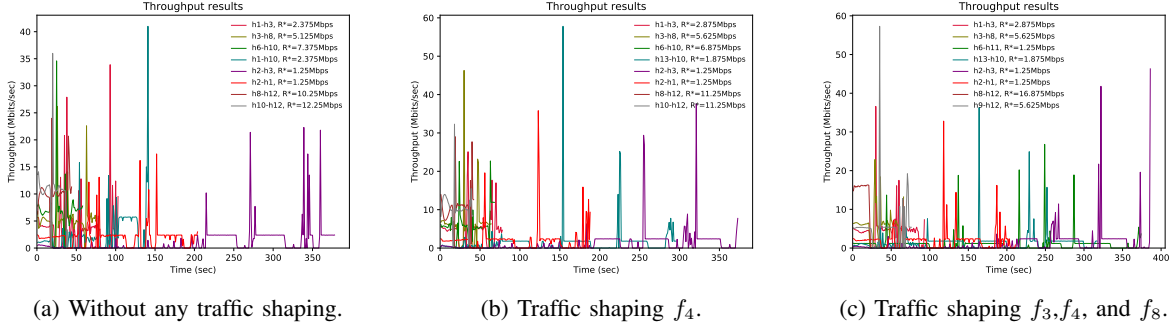 Throughput results
Throughput (Mbits/sec)
40
35
30
25
20
15
10
5
0
h1-h3, R*=2.375Mbps
h3-h8, R*=5.125Mbps
h6-h10, R*=7.375Mbps
h1-h10, R*=2.375Mbps
h2-h3, R*=1.25Mbps
h2-h1, R*=1.25Mbps
h8-h12, R*=10.25Mbps
h10-h12, R*=12.25Mbps
0 50 100 150 200 250 300 350
Time (sec)
(a) Without any traffic shaping.
Throughput results
Throughput (Mbits/sec)
60
50
40
30
20
10
0
h1-h3, R*=2.875Mbps
h3-h8, R*=5.625Mbps
h6-h10, R*=6.875Mbps
h13-h10, R*=1.875Mbps
h2-h3, R*=1.25Mbps
h2-h1, R*=1.25Mbps
h8-h12, R*=11.25Mbps
h10-h12, R*=11.25Mbps
0 50 100 150 200 250 300 350
Time (sec)
(b) Traffic shaping f4.
Throughput results
Throughput (Mbits/sec)
60
50
40
30
20
10
0
h1-h3, R*=2.875Mbps
h3-h8, R*=5.625Mbps
h6-h11, R*=1.25Mbps
h13-h10, R*=1.875Mbps
h2-h3, R*=1.25Mbps
h2-h1, R*=1.25Mbps
h8-h12, R*=16.875Mbps
h9-h12, R*=5.625Mbps
0 50 100 150 200 250 300 350 400
Time (sec)
(c) Traffic shaping f3,f4, and f8.